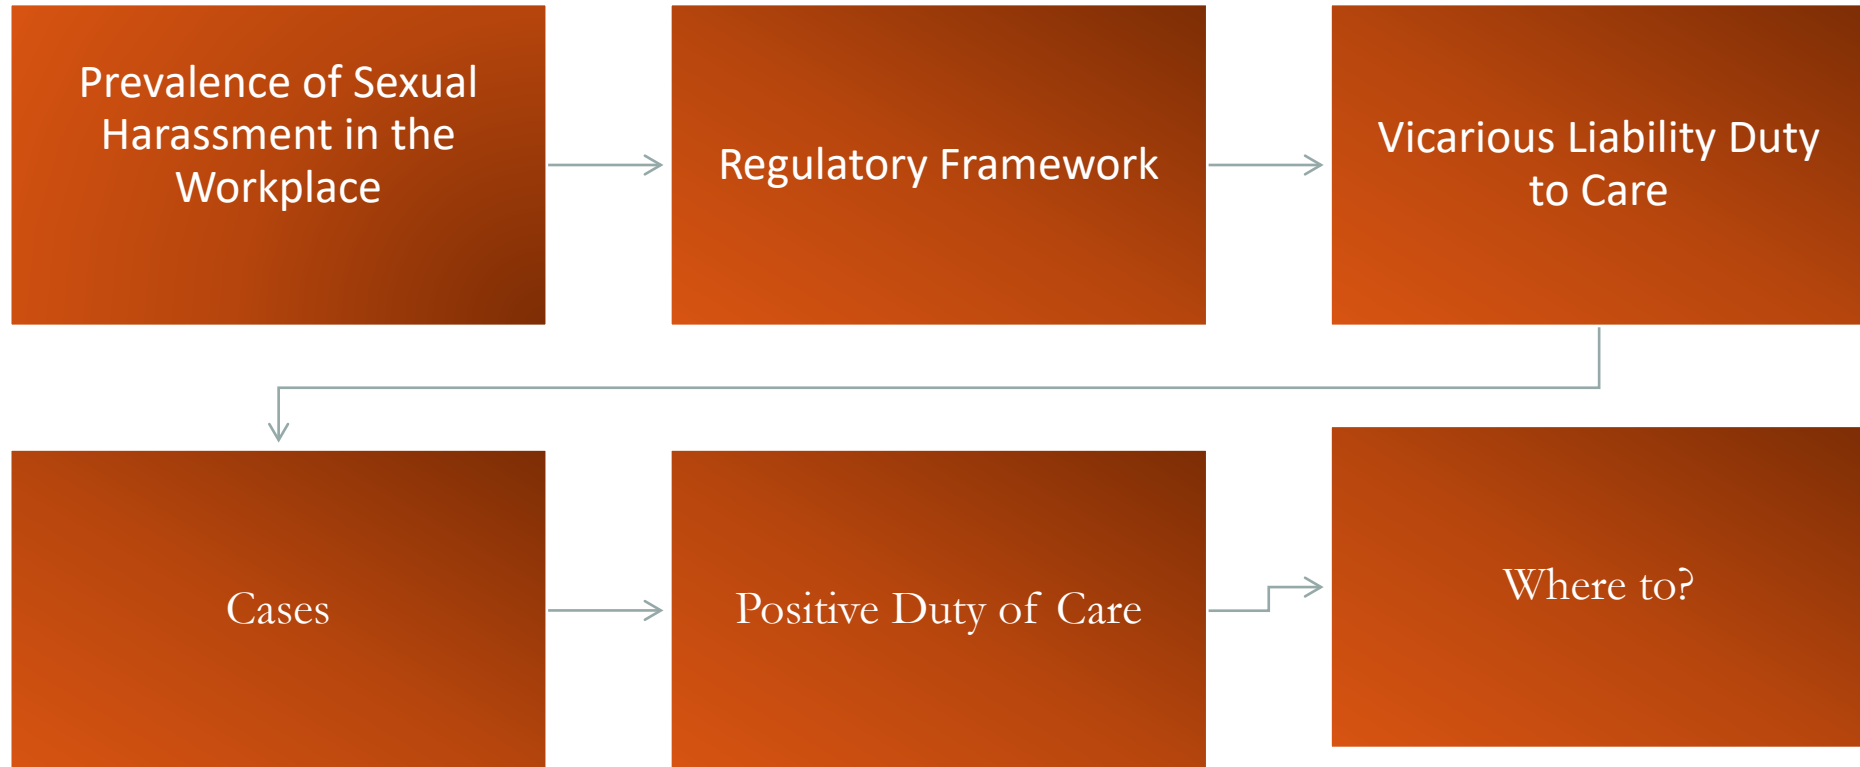 Prevalence of Sexual
Harassment in the
Workplace
Regulatory Framework
Vicarious Liability Duty
to Care
Cases
Positive Duty of Care
Where to?